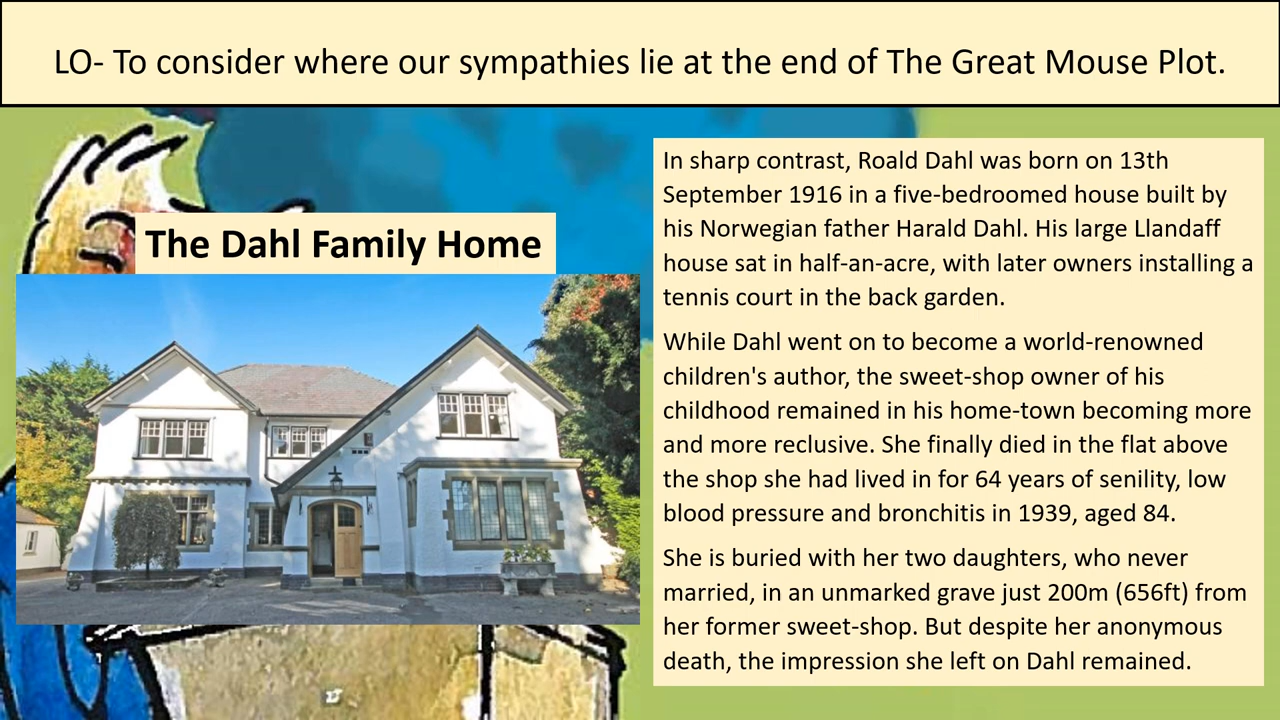 LO- To consider where our sympathies lie at the end of The Great Mouse Plot.
The Dahl Family Home
In sharp contrast, Roald Dahl was born on 13th
September 1916 in a five-bedroomed house built by
his Norwegian father Harald Dahl. His large Llandaff
house sat in half-an-acre, with later owners installing a
tennis court in the back garden.
While Dahl went on to become a world-renowned
children's author, the sweet-shop owner of his
childhood remained in his home-town becoming more
and more reclusive. She finally died in the flat above
the shop she had lived in for 64 years of senility, low
blood pressure and bronchitis in 1939, aged 84.
She is buried with her two daughters, who never
married, in an unmarked grave just 200m (656ft) from
her former sweet-shop. But despite her anonymous
death, the impression she left on Dahl remained.